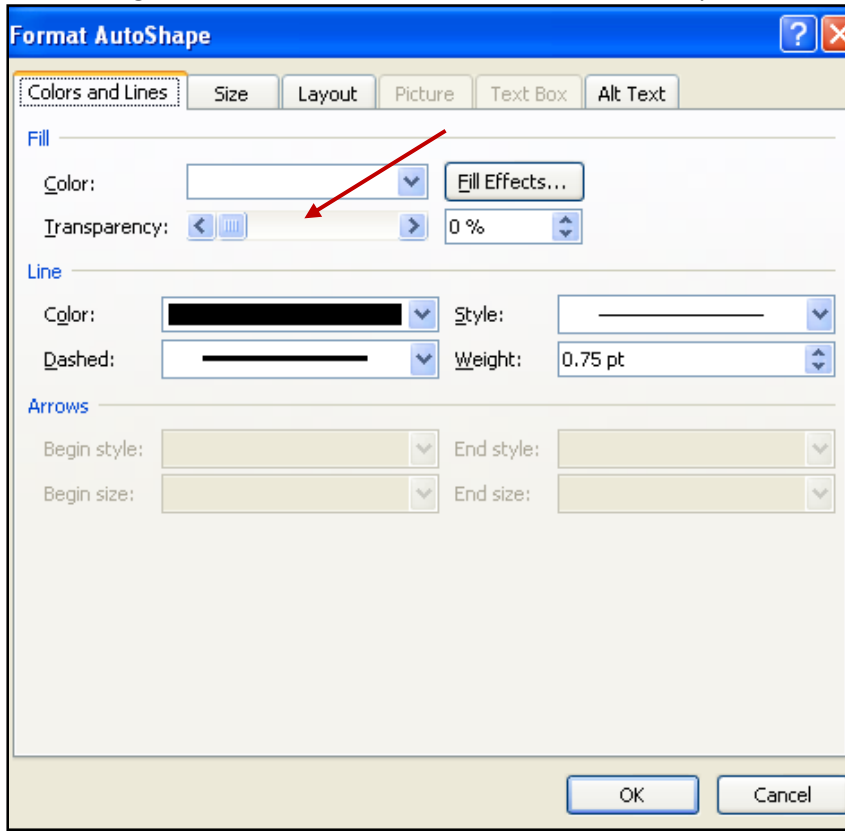 Format AutoShape ?
Colors and Lines Size Layout Picture Text Box Alt Text
Fill
Color: Fill Effects...
Transparency: 0 %
Line
Color: Style:
Dashed: Weight: 0.75 pt
Arrows
Begin style: End style:
Begin size: End size:
OK Cancel